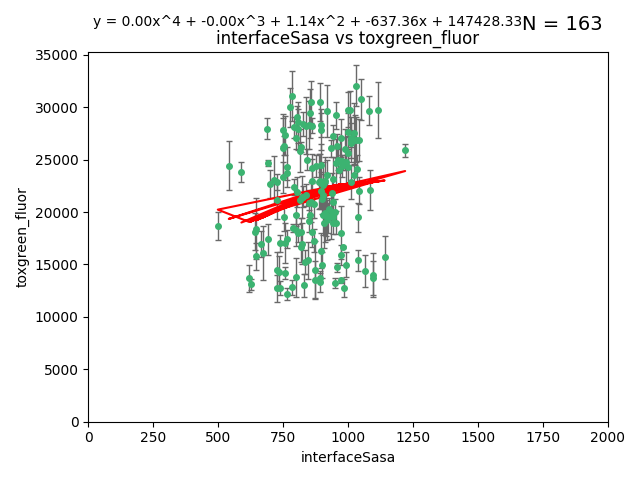 y = 0.00x^4 + -0.00x^3 + 1.14x^2 + -637.36x + 147428.33
N = 163
interfaceSasa vs toxgreen_fluor
35000
30000
25000
20000
15000
10000
5000
0
toxgreen_fluor
0 250 500 750 1000 1250 1500 1750 2000
interfaceSasa